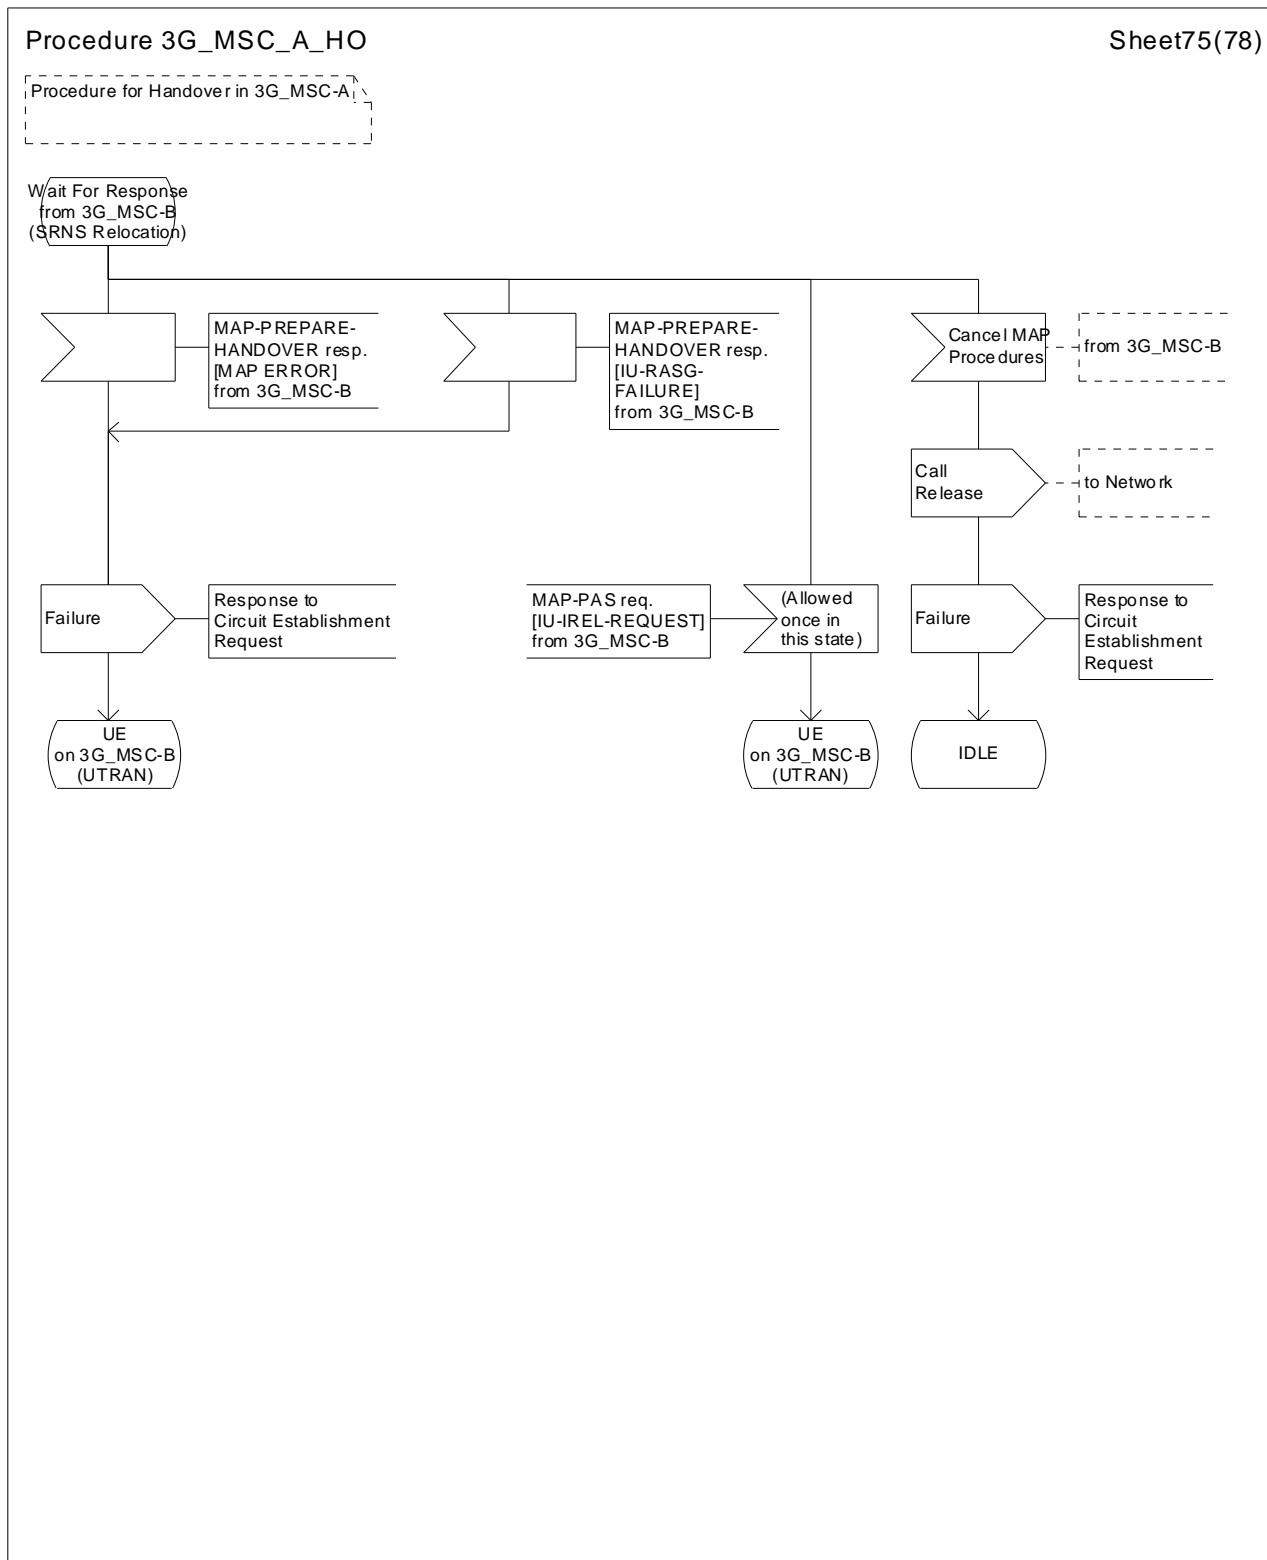 Procedure 3G_MSC_A_HO
Sheet75(78)
Procedure for Handover in 3G_MSC-A
Wait For Response
from 3G_MSC-B
(SRNS Relocation)
MAP-PREPARE-
HANDOVER resp.
[MAP ERROR]
from 3G_MSC-B
MAP-PREPARE-
HANDOVER resp.
[IU-RASG-
FAILURE]
from 3G_MSC-B
Cancel MAP
Procedures
from 3G_MSC-B
Call
Release
to Network
Failure
Response to
Circuit Establishment
Request
MAP-PAS req.
[IU-IREL-REQUEST]
from 3G_MSC-B
(Allowed
once in
this state)
Failure
Response to
Circuit
Establishment
Request
UE
on 3G_MSC-B
(UTRAN)
UE
on 3G_MSC-B
(UTRAN)
IDLE